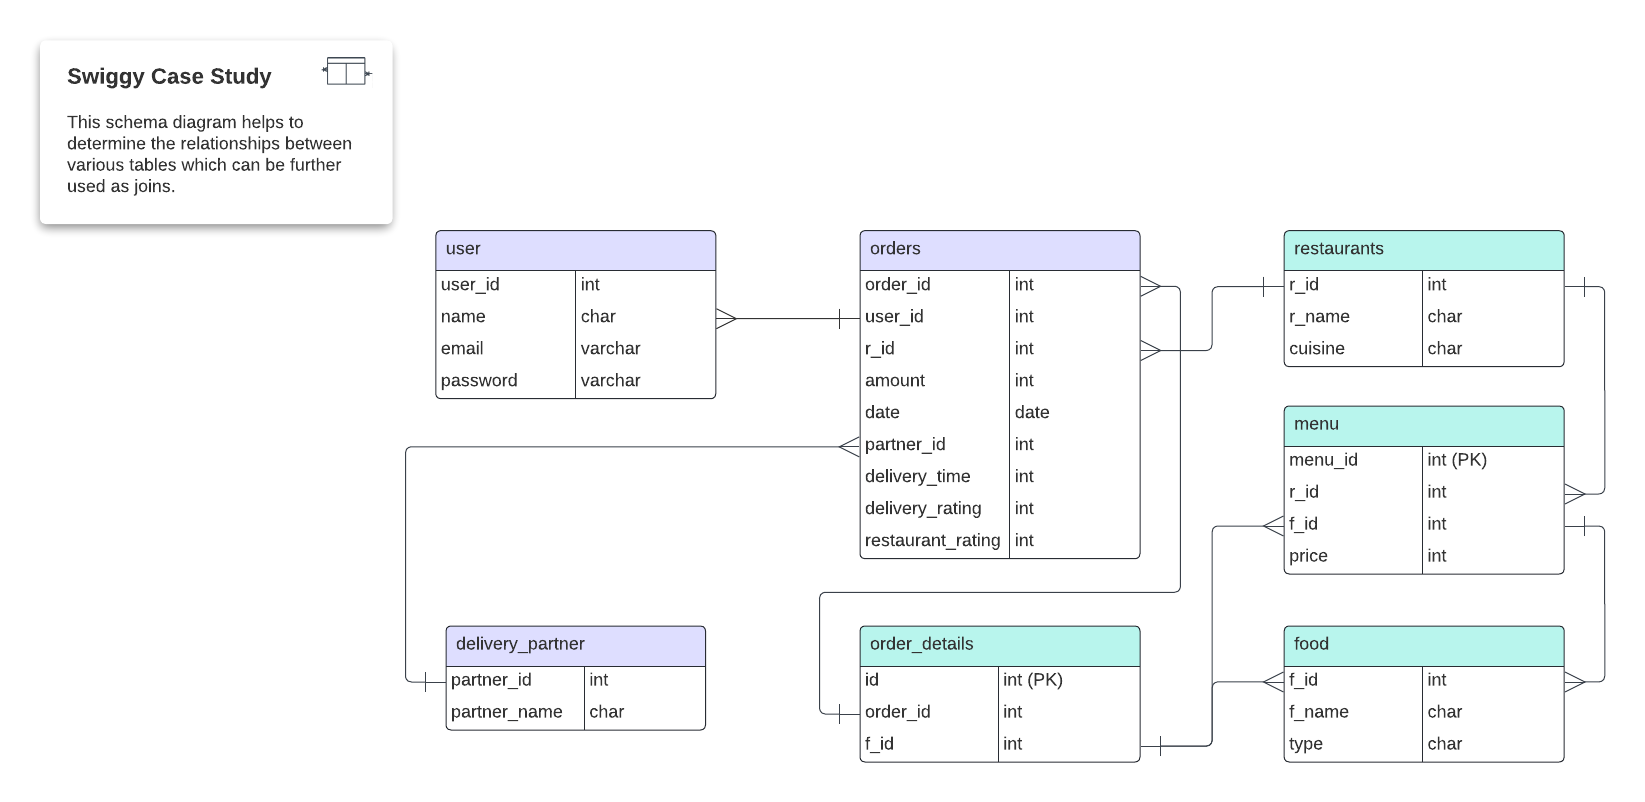 Swiggy Case Study
This schema diagram helps to
determine the relationships between
various tables which can be further
used as joins.
user
user_id int
name char
email varchar
password varchar
orders
order_id int
user_id int
r_id int
amount int
date date
partner_id int
delivery_time int
delivery_rating int
restaurant_rating int
restaurants
r_id int
r_name char
cuisine char
menu
menu_id int (PK)
r_id int
f_id int
price int
delivery_partner
partner_id int
partner_name char
order_details
id int (PK)
order_id int
f_id int
food
f_id int
f_name char
type char